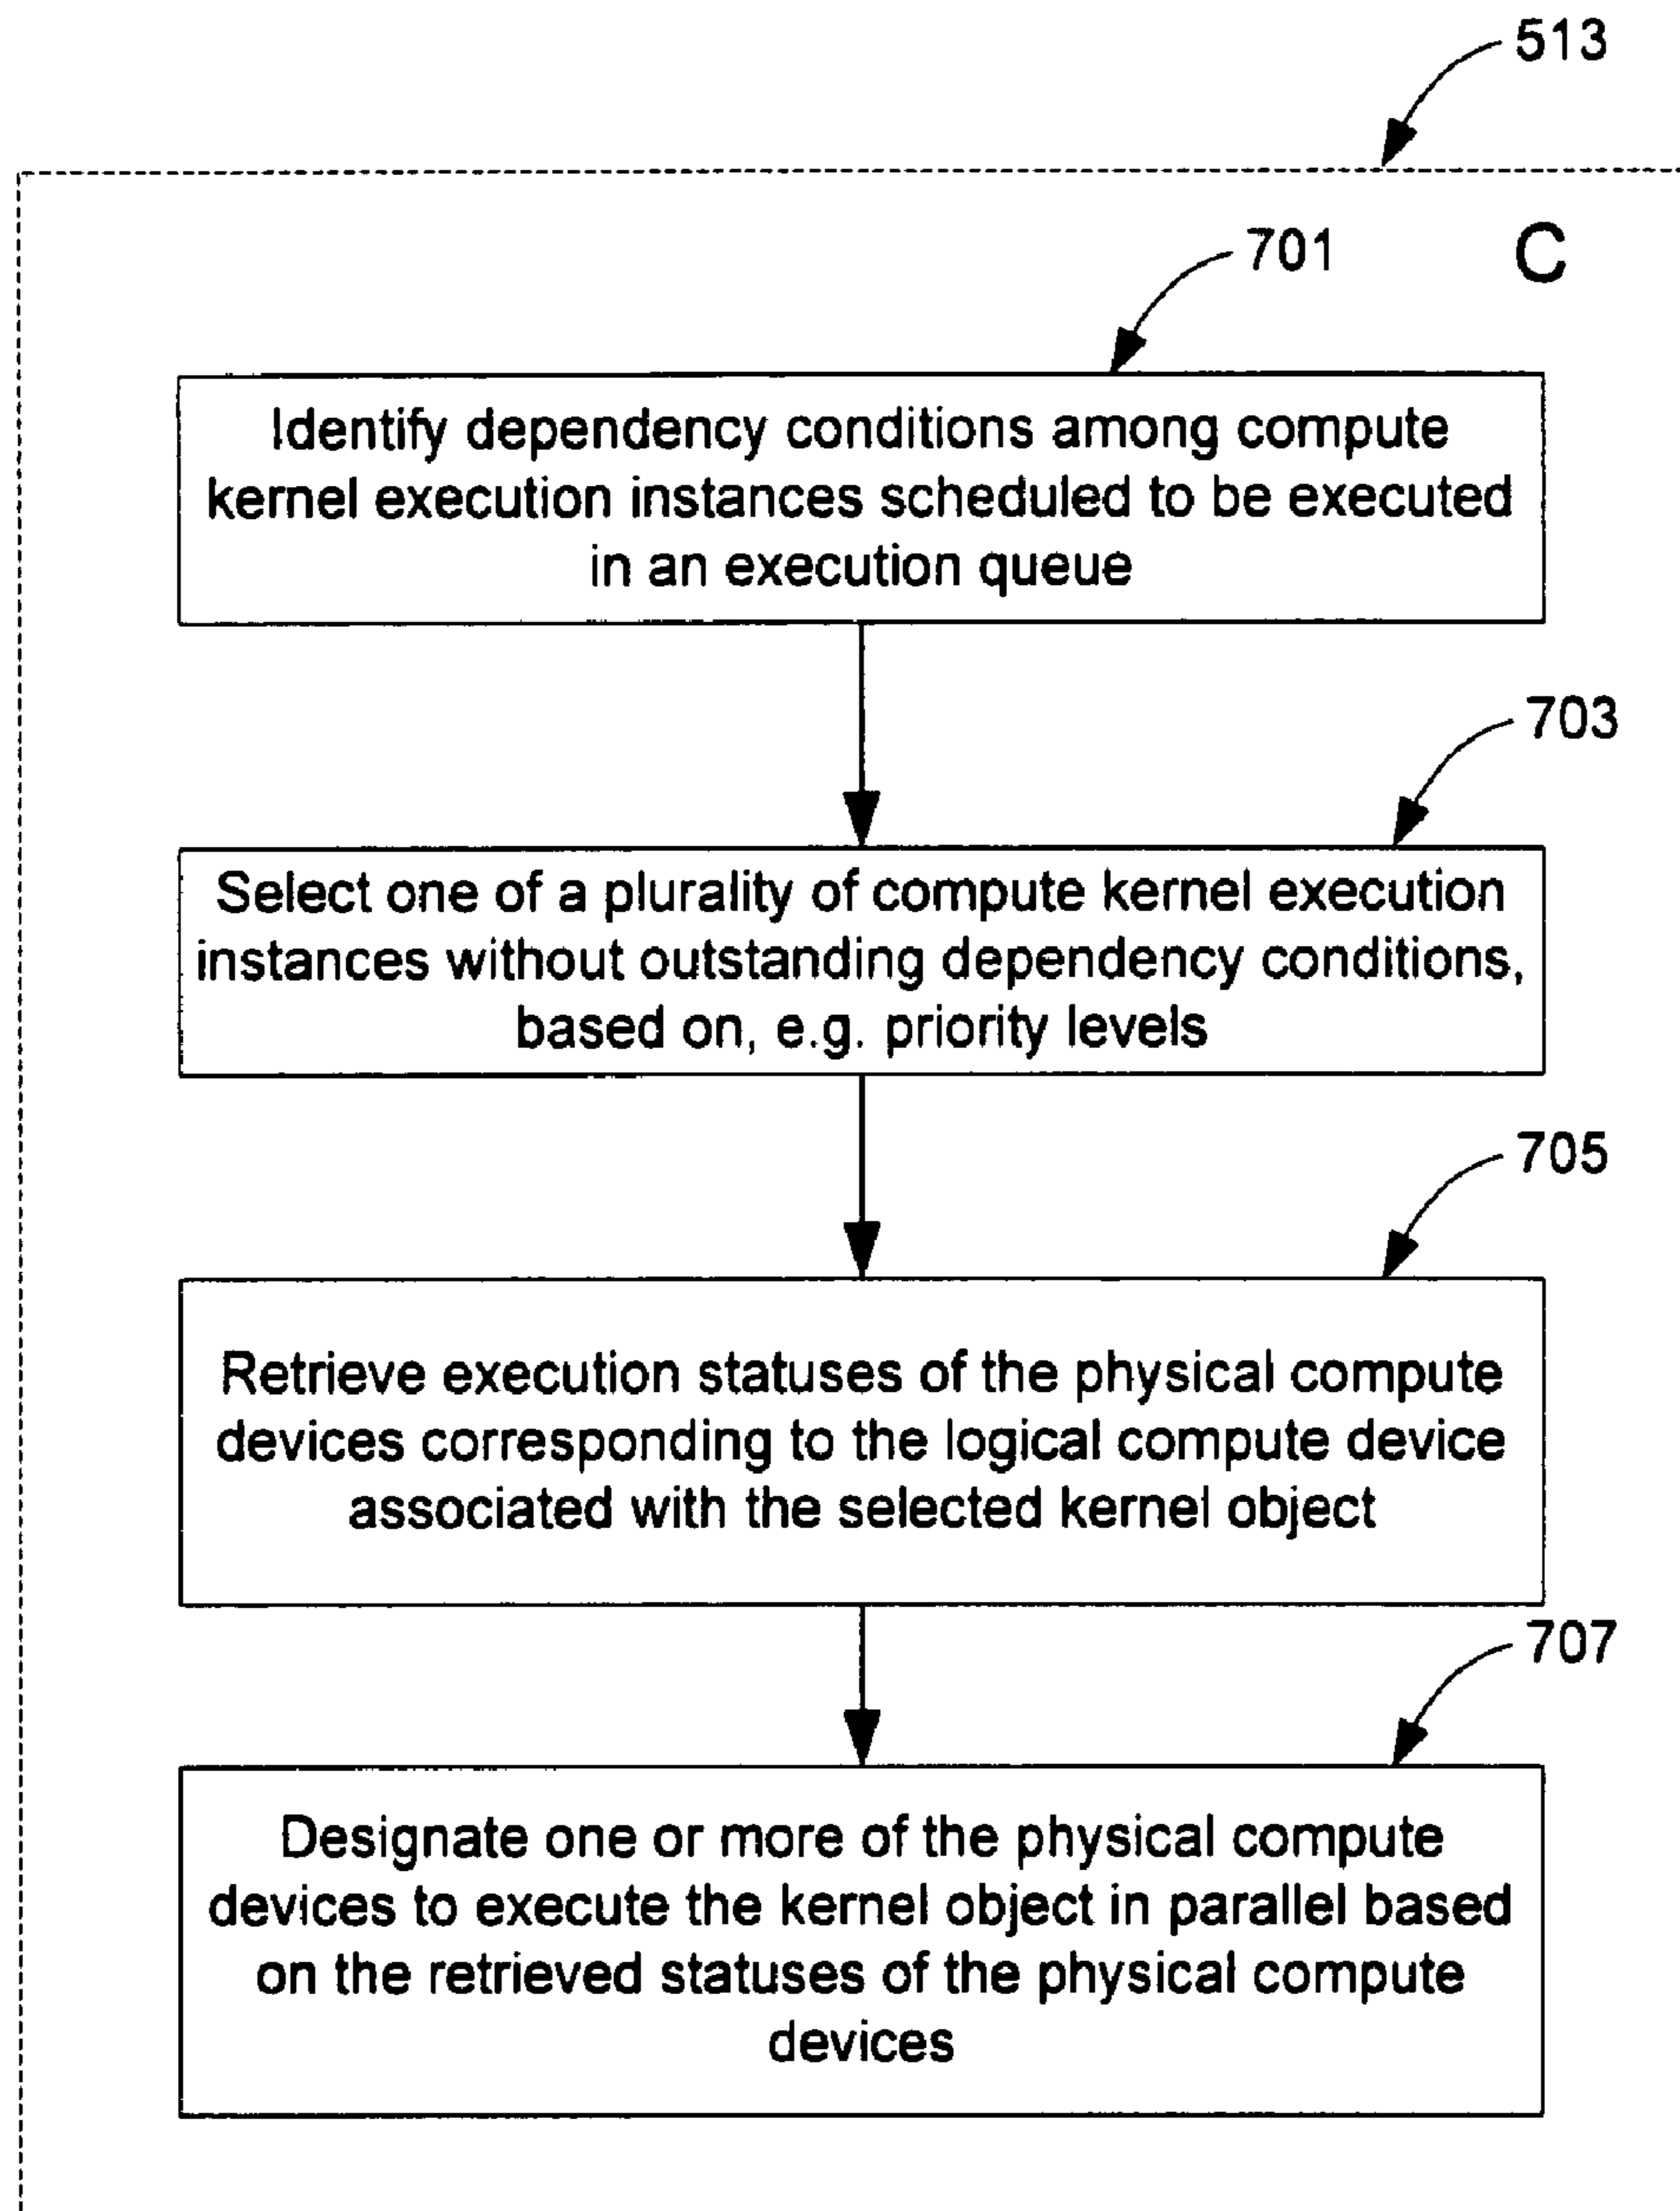 513
701
C
Identify dependency conditions among compute
kernel execution instances scheduled to be executed
in an execution queue
703
Select one of a plurality of compute kernel execution
instances without outstanding dependency conditions,
based on, e.g. priority levels
705
Retrieve execution statuses of the physical compute
devices corresponding to the logical compute device
associated with the selected kernel object
707
Designate one or more of the physical compute
devices to execute the kernel object in parallel based
on the retrieved statuses of the physical compute
devices